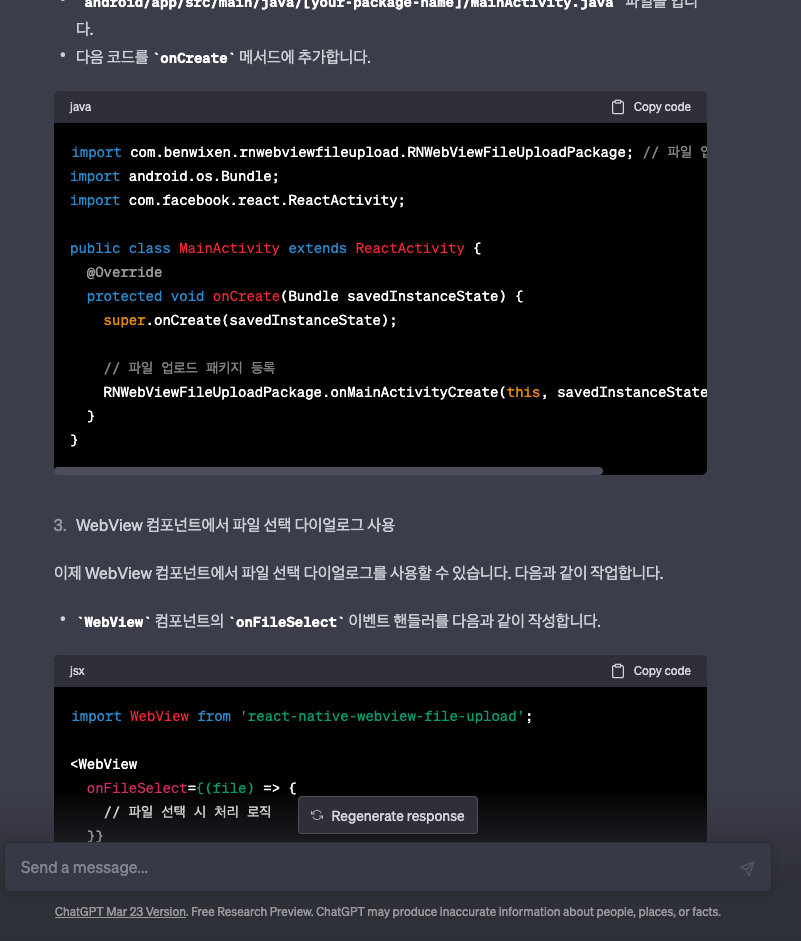 `android/app/src/main/java/[your-package-name]/MainActivity.java` 파일을 엽니
다.
• 다음 코드를 `onCreate` 메서드에 추가합니다.
java
Copy code
import com.benwixen.rnwebviewfileupload.RNWebViewFileUploadPackage; // 파일 업
import android.os.Bundle;
import com.facebook.react.ReactActivity;
public class MainActivity extends ReactActivity {
@Override
protected void onCreate(Bundle savedInstanceState) {
super.onCreate(savedInstanceState);
// 파일 업로드 패키지 등록
RNWebViewFileUploadPackage.onMainActivityCreate(this, savedInstanceState
}
}
3. WebView 컴포넌트에서 파일 선택 다이얼로그 사용
이제 WebView 컴포넌트에서 파일 선택 다이얼로그를 사용할 수 있습니다. 다음과 같이 작업합니다.
• `WebView` 컴포넌트의 `onFileSelect` 이벤트 핸들러를 다음과 같이 작성합니다.
jsx
Copy code
import WebView from 'react-native-webview-file-upload';
<WebView
onFileSelect={(file) => {
// 파일 선택 시 처리 로직
}}
Regenerate response
Send a message...
ChatGPT Mar 23 Version. Free Research Preview. ChatGPT may produce inaccurate information about people, places, or facts.